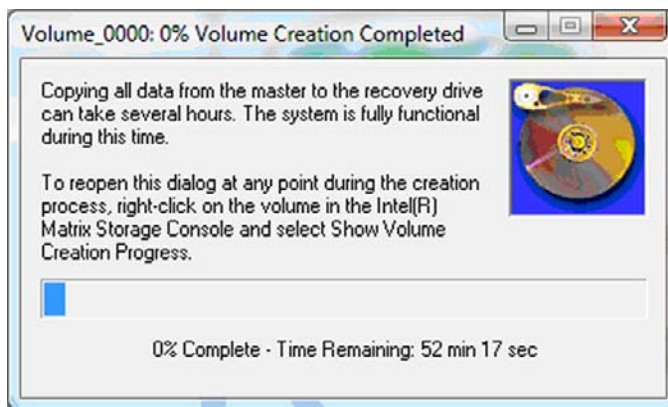 Volume_0000: 0% Volume Creation Completed
Copying all data from the master to the recovery drive
can take several hours. The system is fully functional
during this time.
To reopen this dialog at any point during the creation
process, right-click on the volume in the Intel(R)
Matrix Storage Console and select Show Volume
Creation Progress.
0% Complete - Time Remaining: 52 min 17 sec